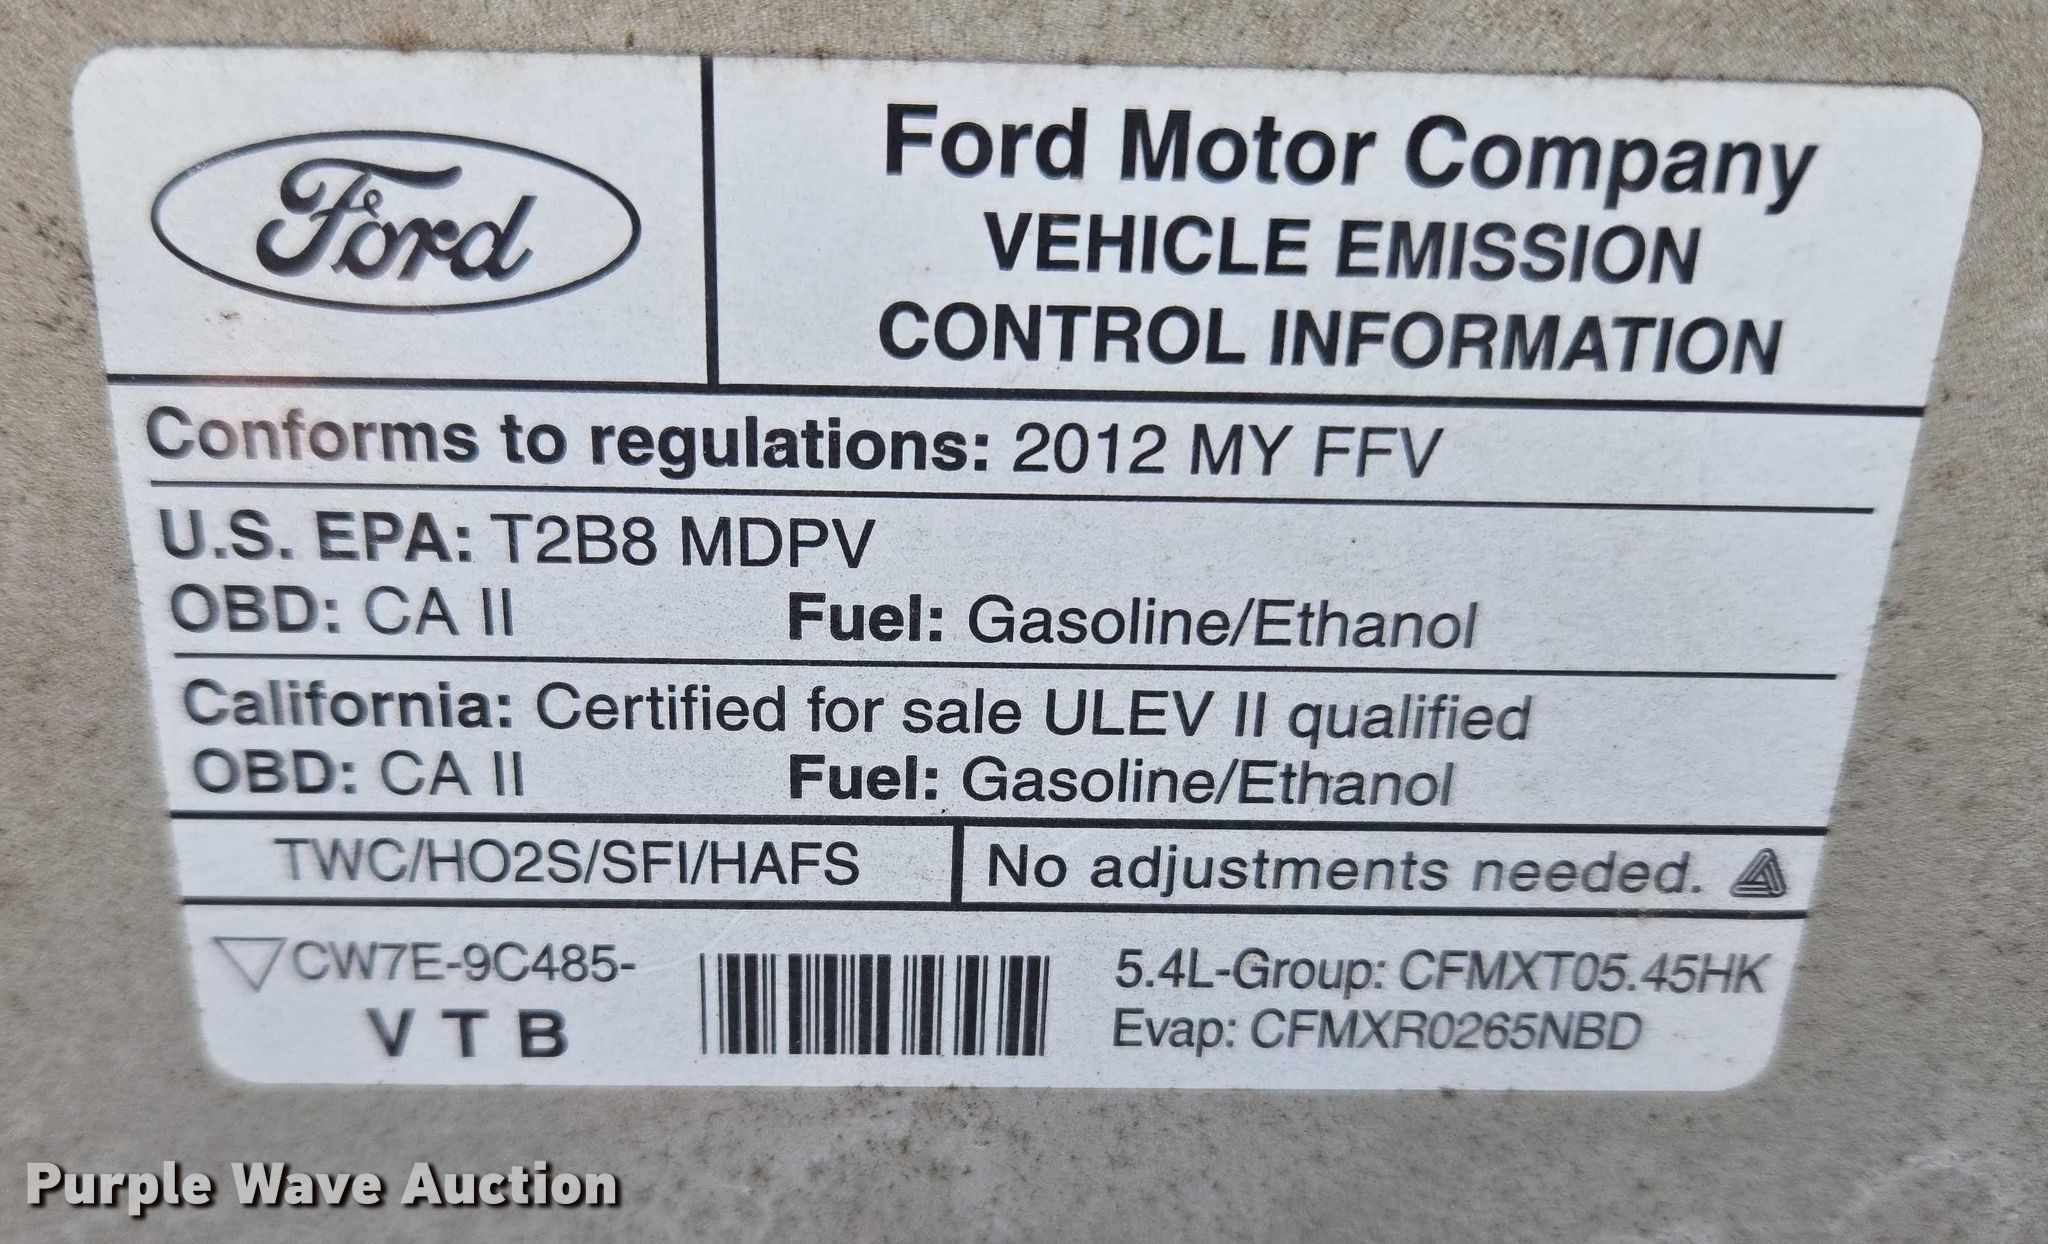 Ford
Ford Motor Company
VEHICLE EMISSION
CONTROL INFORMATION
Conforms to regulations: 2012 MY FFV
U.S. EPA: T2B8 MDPV
OBD: CA II Fuel: Gasoline/Ethanol
California: Certified for sale ULEV II qualified
OBD: CA II Fuel: Gasoline/Ethanol
TWC/HO2S/SFI/HAFS
No adjustments needed.
CW7E-9C485-
V T B
5.4L-Group: CFMXT05.45HK
Evap: CFMXR0265NBD
Purple Wave Auction